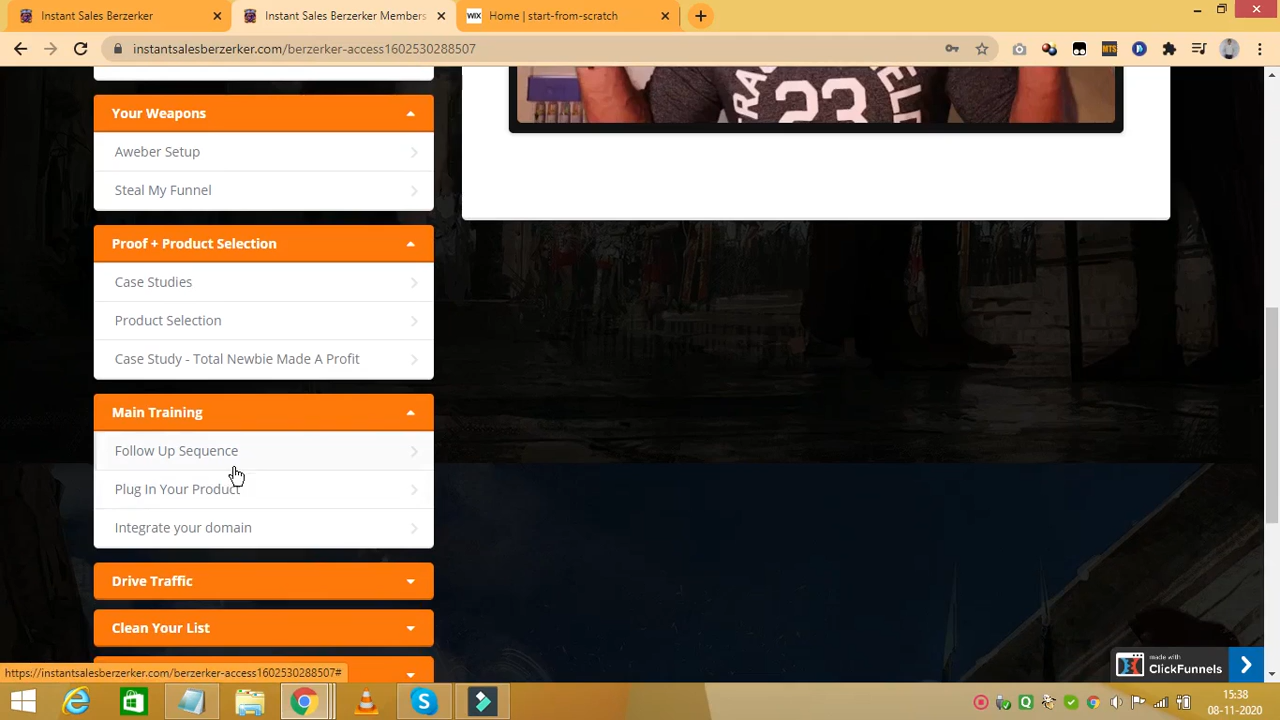 Instant Sales Berzerker
Instant Sales Berzerker Members
WIX
Home | start-from-scratch
instantsalesberzerker.com/berzerker-access1602530288507
MTS
23
Your Weapons
Aweber Setup
Steal My Funnel
Proof + Product Selection
Case Studies
Product Selection
Case Study - Total Newbie Made A Profit
Main Training
Follow Up Sequence
Plug In Your Product
Integrate your domain
Drive Traffic
Clean Your List
https://instantsalesberzerker.com/berzerker-access1602530288507#
made with
ClickFunnels
15:38
08-11-2020